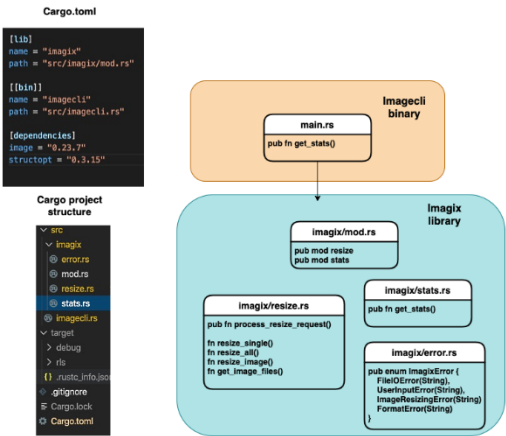 Cargo.toml
[lib]
name = "imagix"
path = "src/imagix/mod.rs"
[[bin]]
name = "imagecli"
path = "src/imagecli.rs"
[dependencies]
image = "0.23.7"
structopt = "0.3.15"
Cargo project
structure
src
imagix
error.rs
mod.rs
resize.rs
stats.rs
imagecli.rs
target
debug
rls
{} .rustc_info.json
.gitignore
Cargo.lock
Cargo.toml
Imagecli
binary
main.rs
pub fn get_stats()
Imagix
library
imagix/mod.rs
pub mod resize
pub mod stats
imagix/resize.rs
pub fn process_resize_request()
fn resize_single()
fn resize_all()
fn resize_image()
fn get_image_files()
imagix/stats.rs
pub fn get_stats()
imagix/error.rs
pub enum ImagixError {
FileIOError(String),
UserInputError(String),
ImageResizingError(String)
FormatError(String)
}